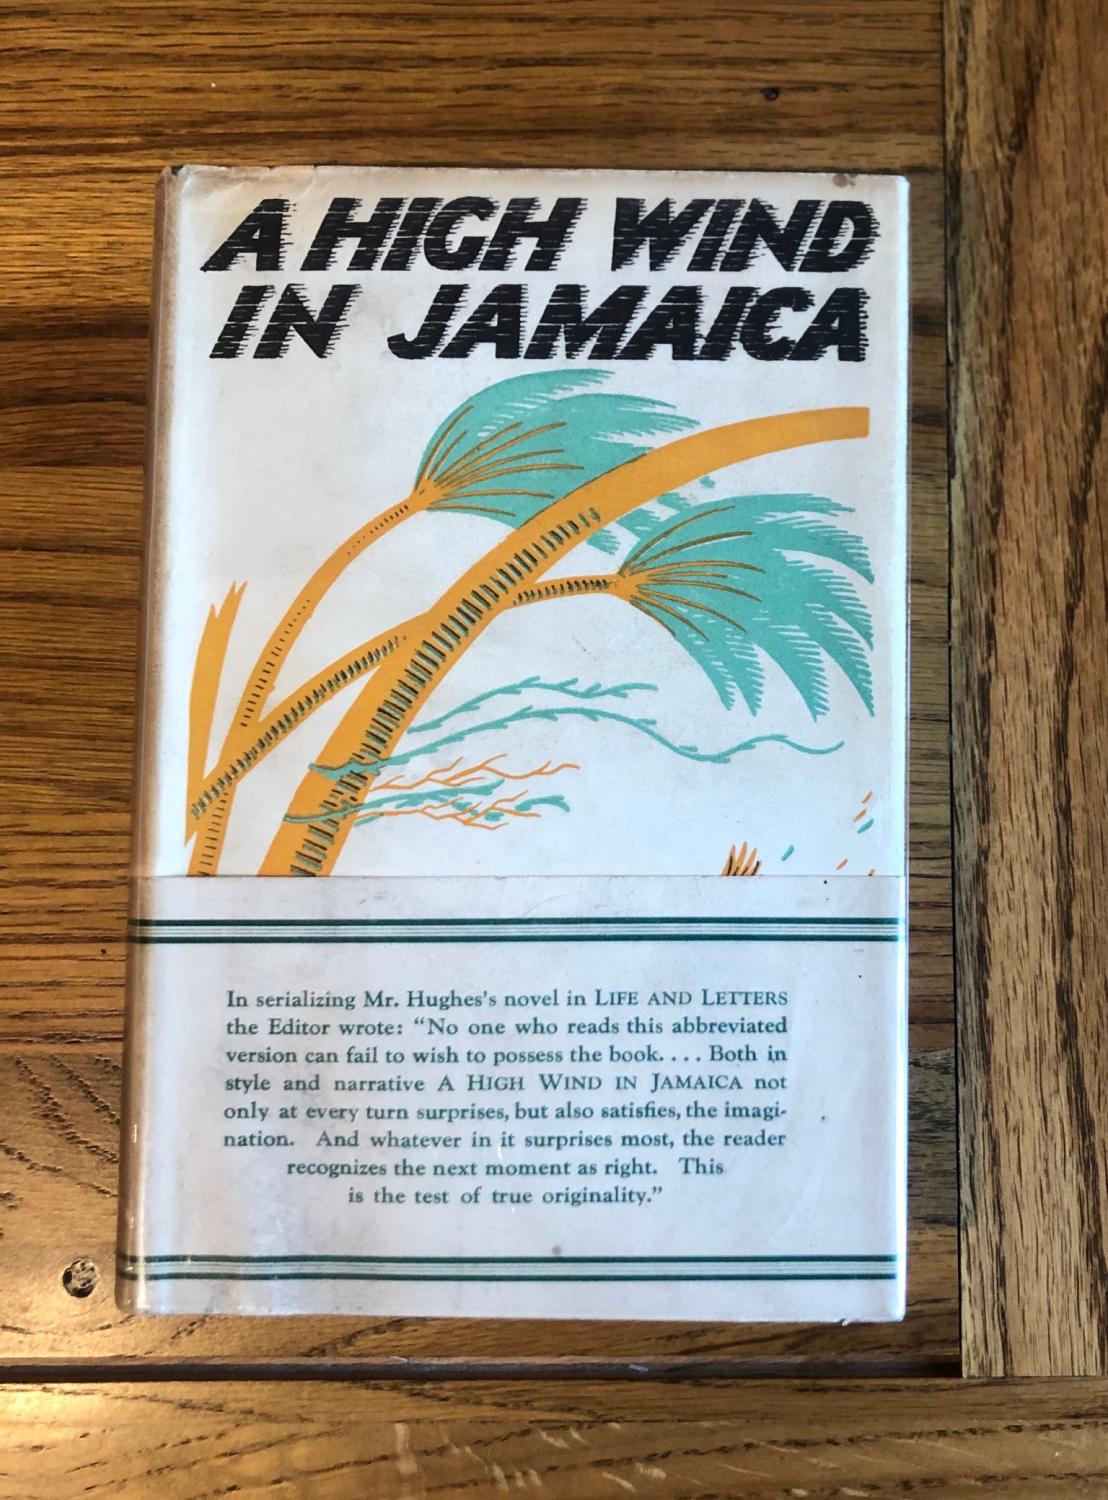 A HIGH WIND
IN JAMAICA
In serializing Mr. Hughes's novel in LIFE AND LETTERS
the Editor wrote: “No one who reads this abbreviated
version can fail to wish to possess the book. . . . Both in
style and narrative A HIGH WIND IN JAMAICA not
only at every turn surprises, but also satisfies, the imagi-
nation. And whatever in it surprises most, the reader
recognizes the next moment as right. This
is the test of true originality.”